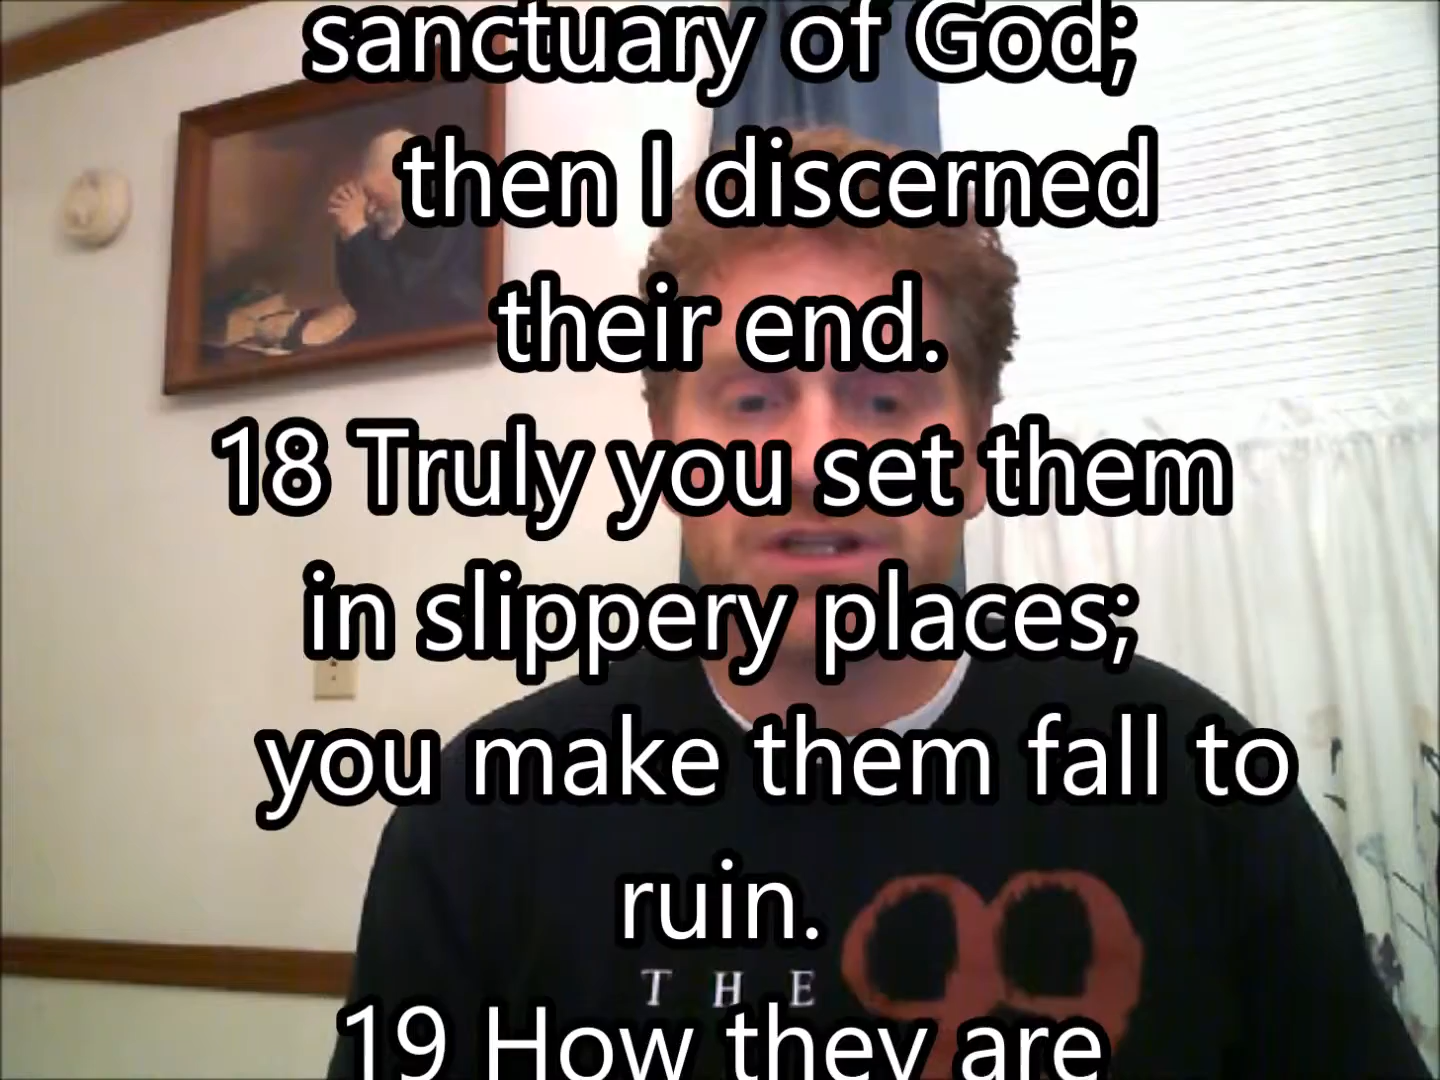 sanctuary of God;
then I discerned
their end.
18 Truly you set them
in slippery places;
you make them fall to
ruin.
THE 99
19 How they are